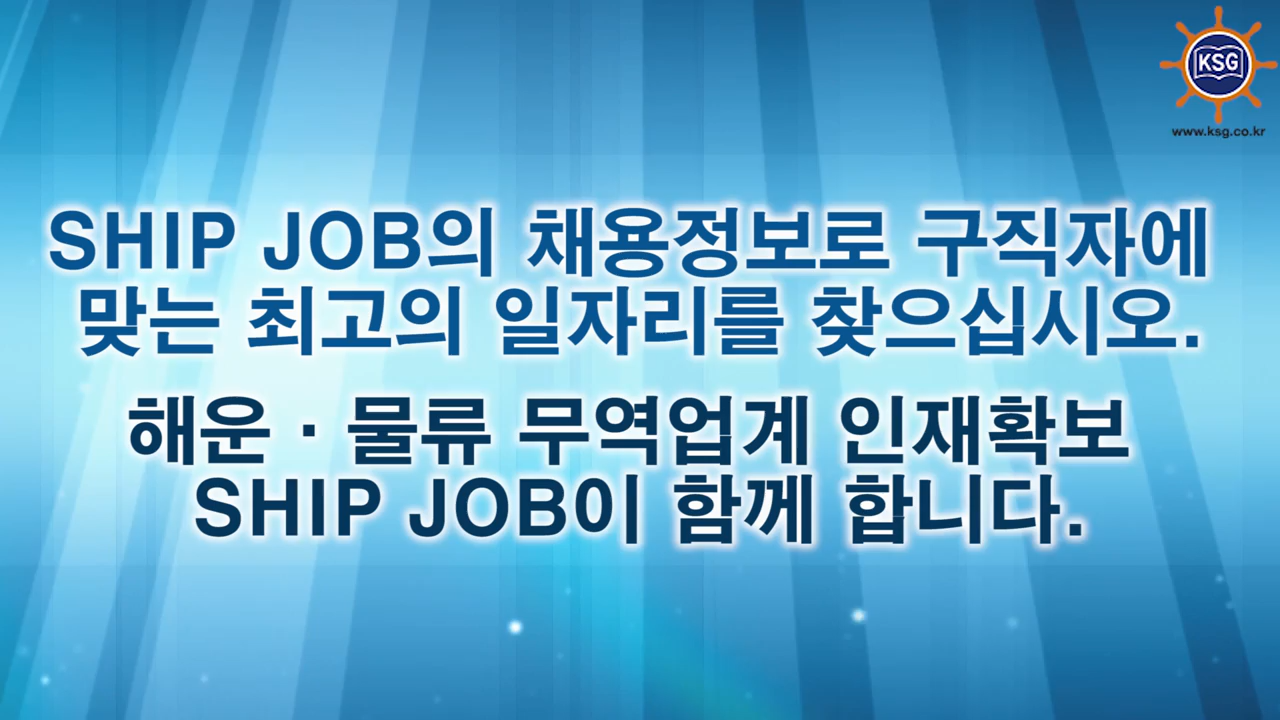 KSG
www.ksg.co.kr
SHIP JOB의 채용정보로 구직자에
맞는 최고의 일자리를 찾으십시오.
해운 · 물류 무역업계 인재확보
SHIP JOB이 함께 합니다.